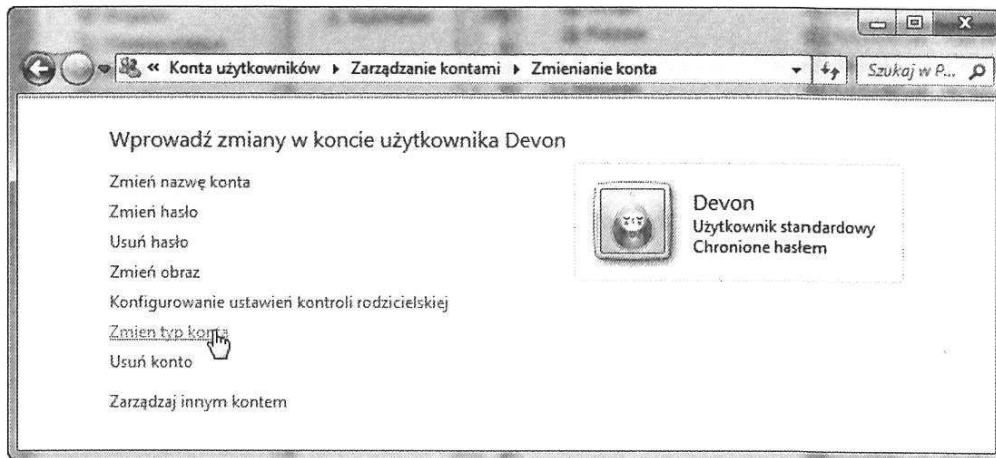 « Konta użytkowników ▸ Zarządzanie kontami ▸ Zmienianie konta
Szukaj w P...
Wprowadź zmiany w koncie użytkownika Devon
Zmień nazwę konta
Zmień hasło
Usuń hasło
Zmień obraz
Konfigurowanie ustawień kontroli rodzicielskiej
Zmień typ konta
Usuń konto
Zarządzaj innym kontem
Devon
Użytkownik standardowy
Chronione hasłem